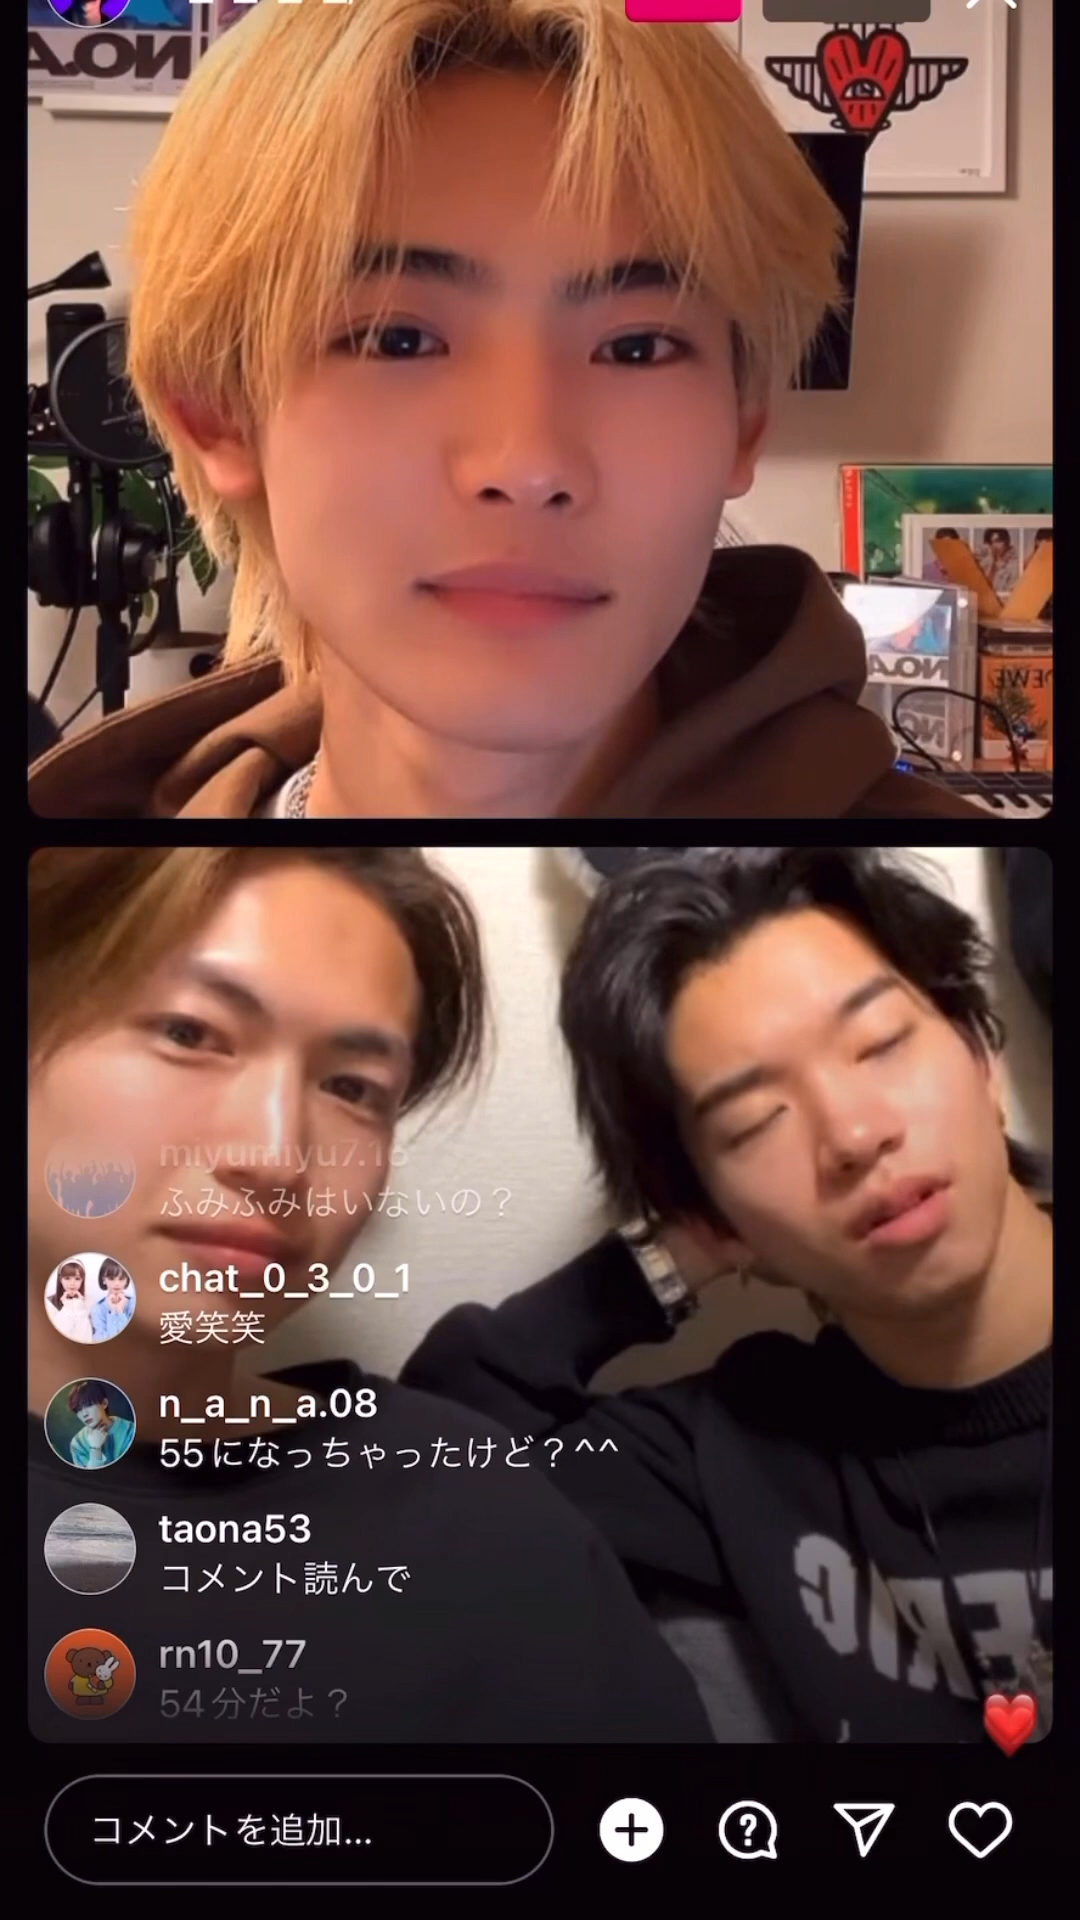 miyumiyu7.16
ふみふみはいないの？
chat_0_3_0_1
愛笑笑
n_a_n_a.08
55になっちゃったけど？^^
taona53
コメント読んで
rn10_77
54分だよ？
コメントを追加...